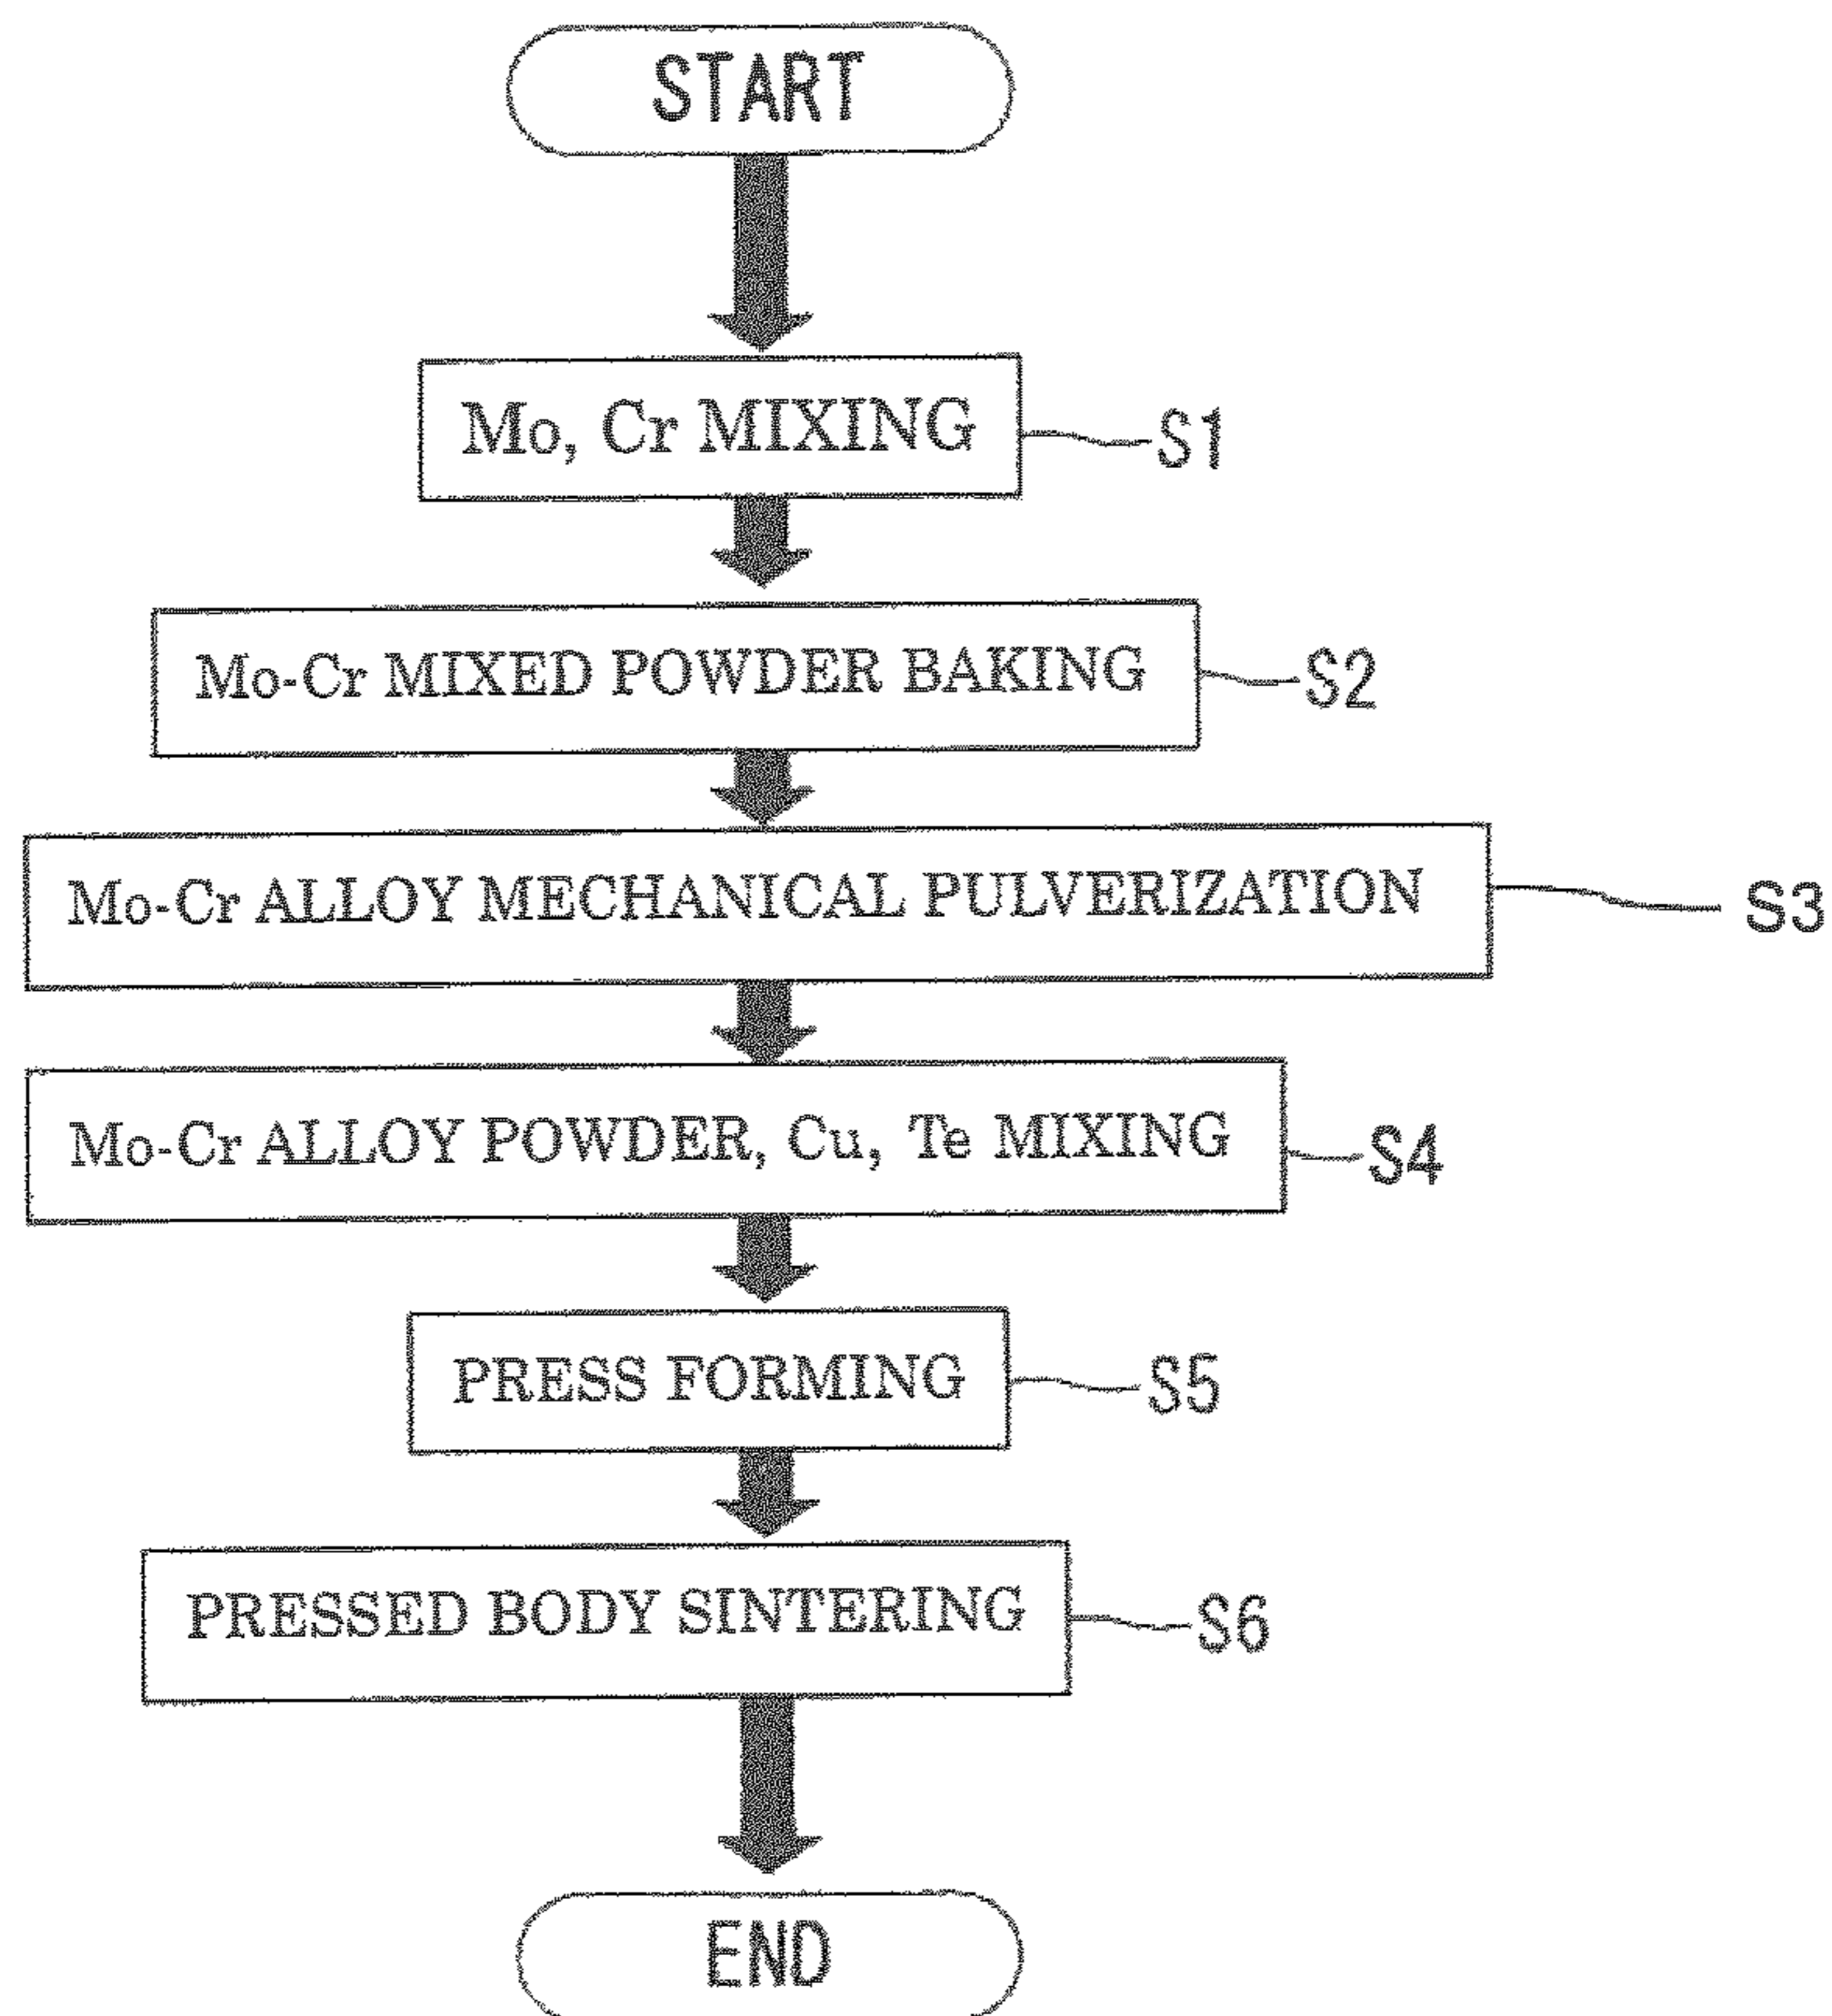 START
Mo, Cr MIXING
S1
Mo-Cr MIXED POWDER BAKING
S2
Mo-Cr ALLOY MECHANICAL PULVERIZATION
S3
Mo-Cr ALLOY POWDER, Cu, Te MIXING
S4
PRESS FORMING
S5
PRESSED BODY SINTERING
S6
END